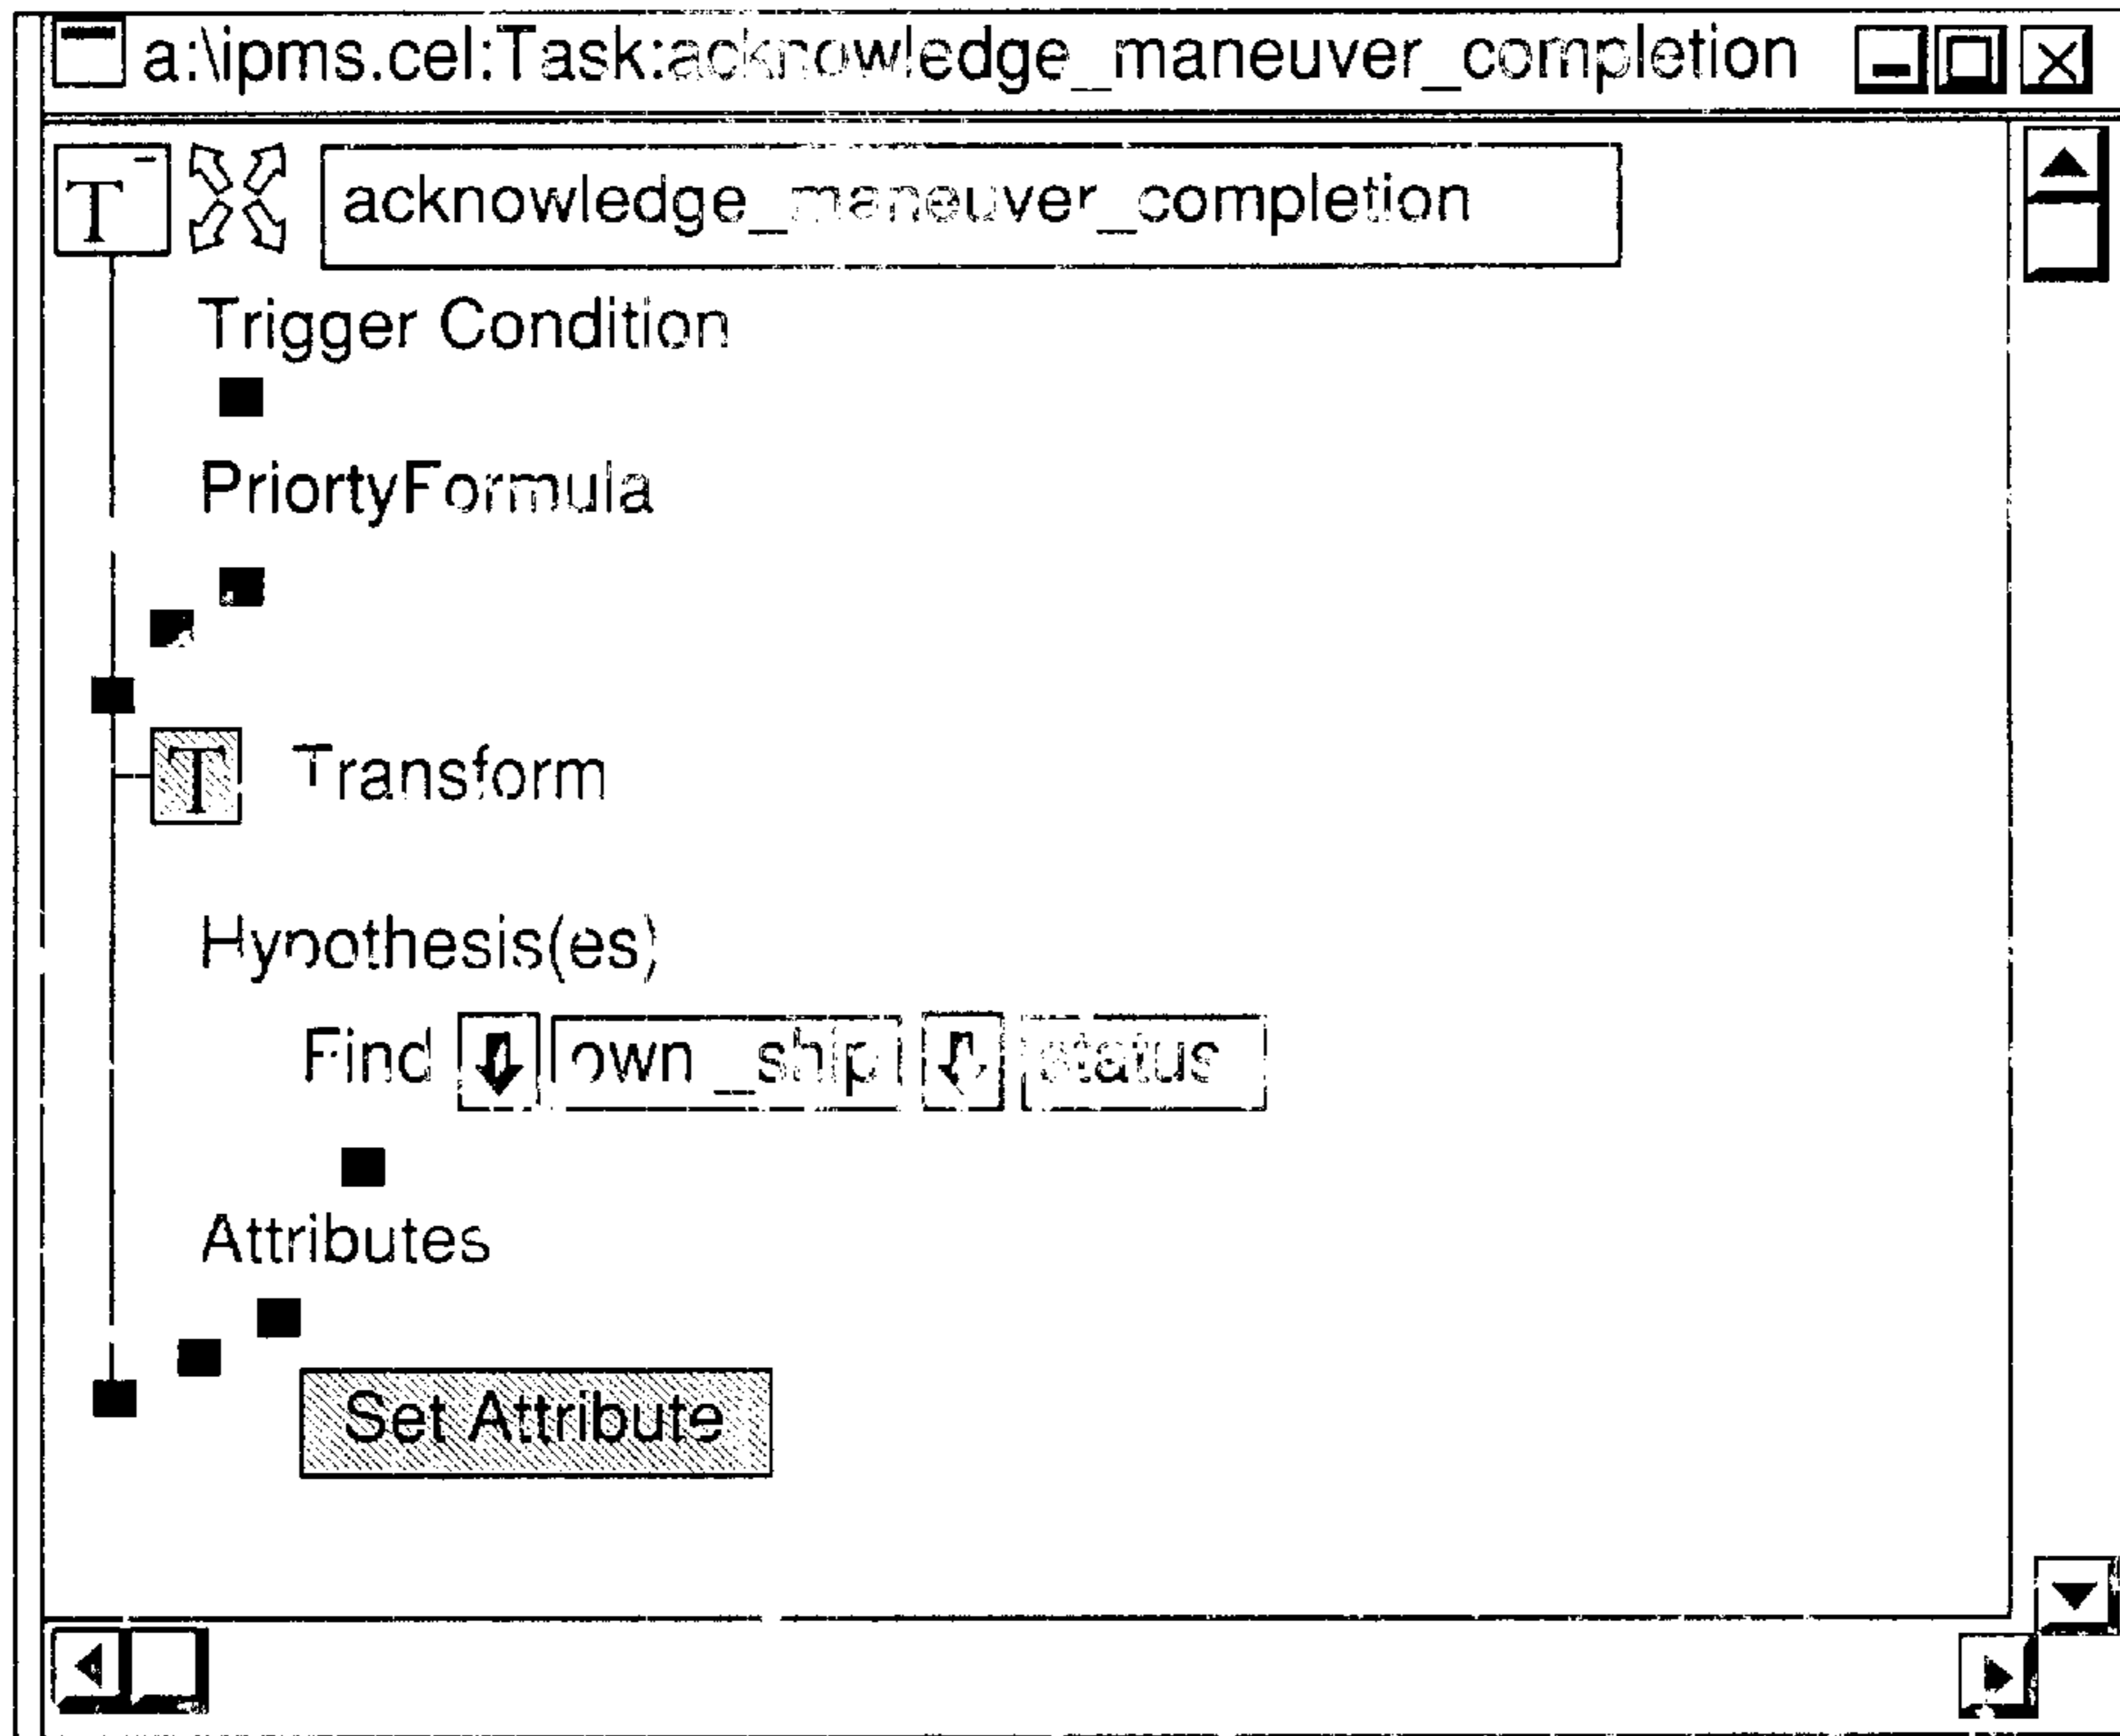 a:\ipms.cel:Task:acknowledge_maneuver_completion
T acknowledge_maneuver_completion
Trigger Condition
PriortyFormula
T Transform
Hypothesis(es)
Find own_ship status
Attributes
Set Attribute